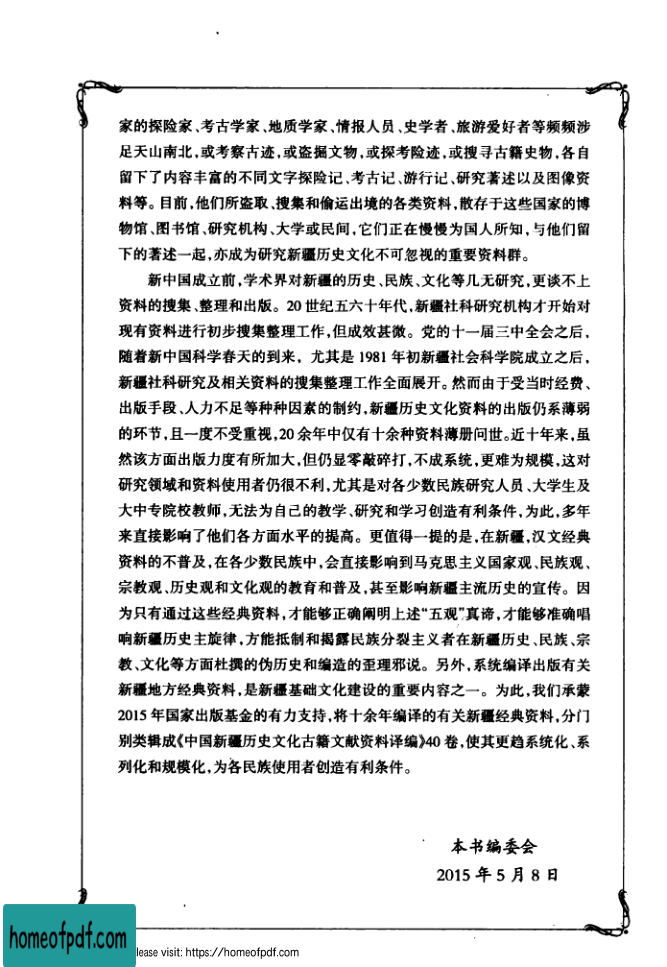 家的探险家、考古学家、地质学家、情报人员、史学者、旅游爱好者等频频涉
足天山南北,或考察古迹,或盗掘文物,或探考险迹,或搜寻古籍史物,各自
留下了内容丰富的不同文字探险记、考古记、游行记、研究著述以及图像资
料等。目前,他们所盗取、搜集和偷运出境的各类资料,散存于这些国家的博
物馆、图书馆、研究机构、大学或民间,它们正在慢慢为国人所知,与他们留
下的著述一起,亦成为研究新疆历史文化不可忽视的重要资料群。
新中国成立前,学术界对新疆的历史、民族、文化等几无研究,更谈不上
资料的搜集、整理和出版。20世纪五六十年代,新疆社科研究机构才开始对
现有资料进行初步搜集整理工作,但成效甚微。党的十一届三中全会之后,
随着新中国科学春天的到来,尤其是1981年初新疆社会科学院成立之后,
新疆社科研究及相关资料的搜集整理工作全面展开。然而由于受当时经费、
出版手段、人力不足等种种因素的制约,新疆历史文化资料的出版仍系薄弱
的环节,且一度不受重视,20余年中仅有十余种资料薄册问世。近十年来,虽
然该方面出版力度有所加大,但仍显零敲碎打,不成系统,更难为规模,这对
研究领域和资料使用者仍很不利,尤其是对各少数民族研究人员、大学生及
大中专院校教师,无法为自己的教学、研究和学习创造有利条件,为此,多年
来直接影响了他们各方面水平的提高。更值得一提的是,在新疆,汉文经典
资料的不普及,在各少数民族中,会直接影响到马克思主义国家观、民族观、
宗教观、历史观和文化观的教育和普及,甚至影响新疆主流历史的宣传。因
为只有通过这些经典资料,才能够正确阐明上述“五观”真谛,才能够准确唱
响新疆历史主旋律,方能抵制和揭露民族分裂主义者在新疆历史、民族、宗
教、文化等方面杜撰的伪历史和编造的歪理邪说。另外,系统编译出版有关
新疆地方经典资料,是新疆基础文化建设的重要内容之一。为此,我们承蒙
2015年国家出版基金的有力支持,将十余年编译的有关新疆经典资料,分门
别类辑成《中国新疆历史文化古籍文献资料译编》40卷,使其更趋系统化、系
列化和规模化,为各民族使用者创造有利条件。
本书编委会
2015年5月8日
homeofpdf.com
lease visit: https://homeofpdf.com